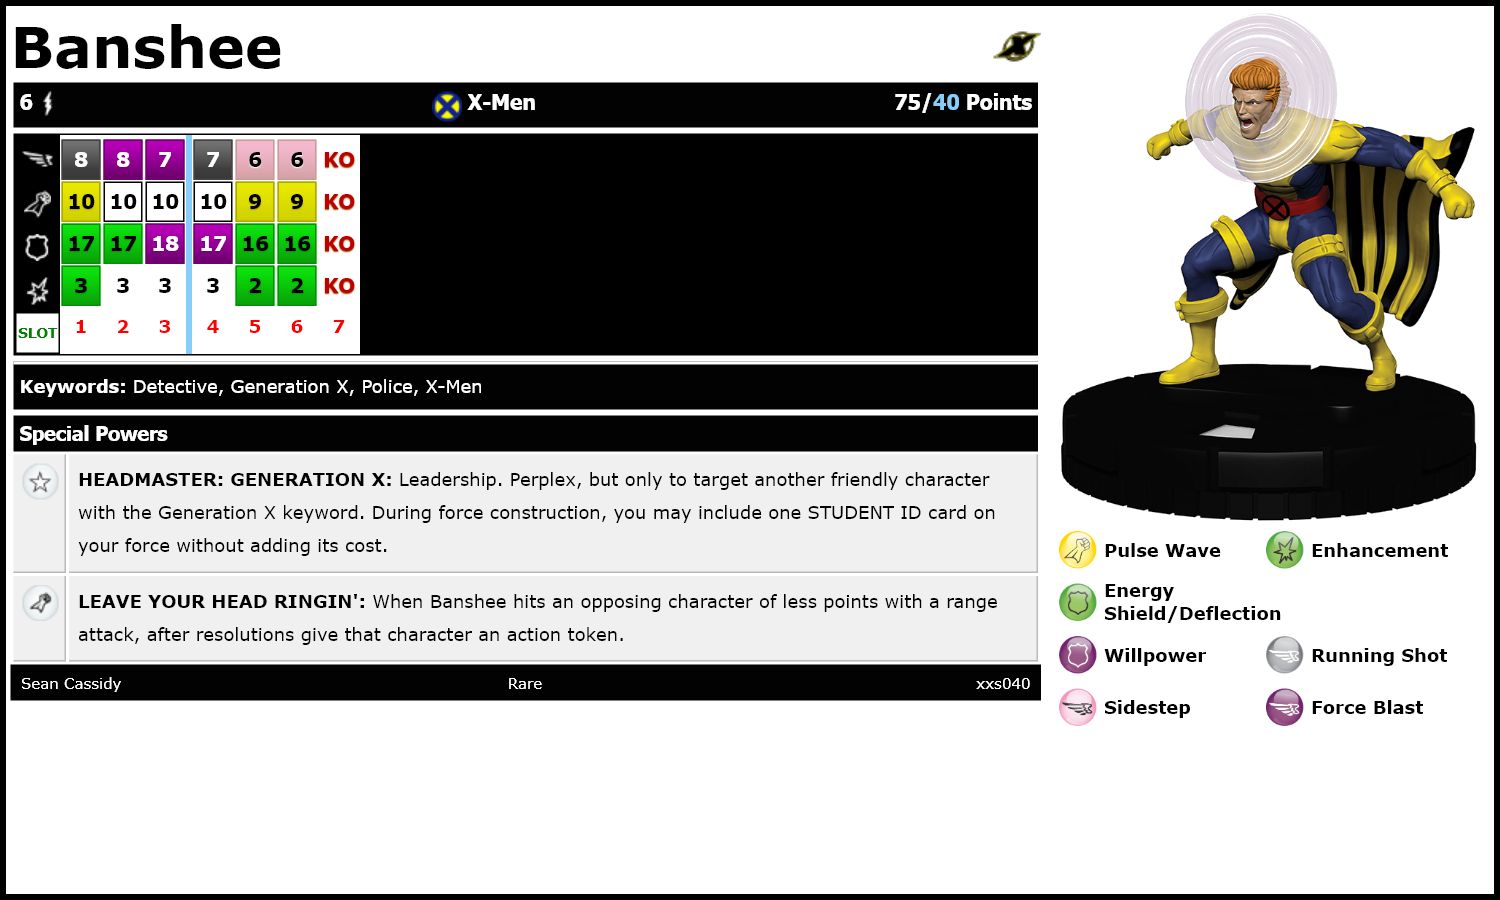 Banshee
6 X-Men 75/40 Points
8 8 7 7 6 6 KO
10 10 10 10 9 9 KO
17 17 18 17 16 16 KO
3 3 3 3 2 2 KO
SLOT 1 2 3 4 5 6 7
Keywords: Detective, Generation X, Police, X-Men
Special Powers
HEADMASTER: GENERATION X: Leadership. Perplex, but only to target another friendly character
with the Generation X keyword. During force construction, you may include one STUDENT ID card on
your force without adding its cost.
LEAVE YOUR HEAD RINGIN': When Banshee hits an opposing character of less points with a range
attack, after resolutions give that character an action token.
Sean Cassidy Rare xxs040
Pulse Wave Enhancement
Energy
Shield/Deflection
Willpower Running Shot
Sidestep Force Blast